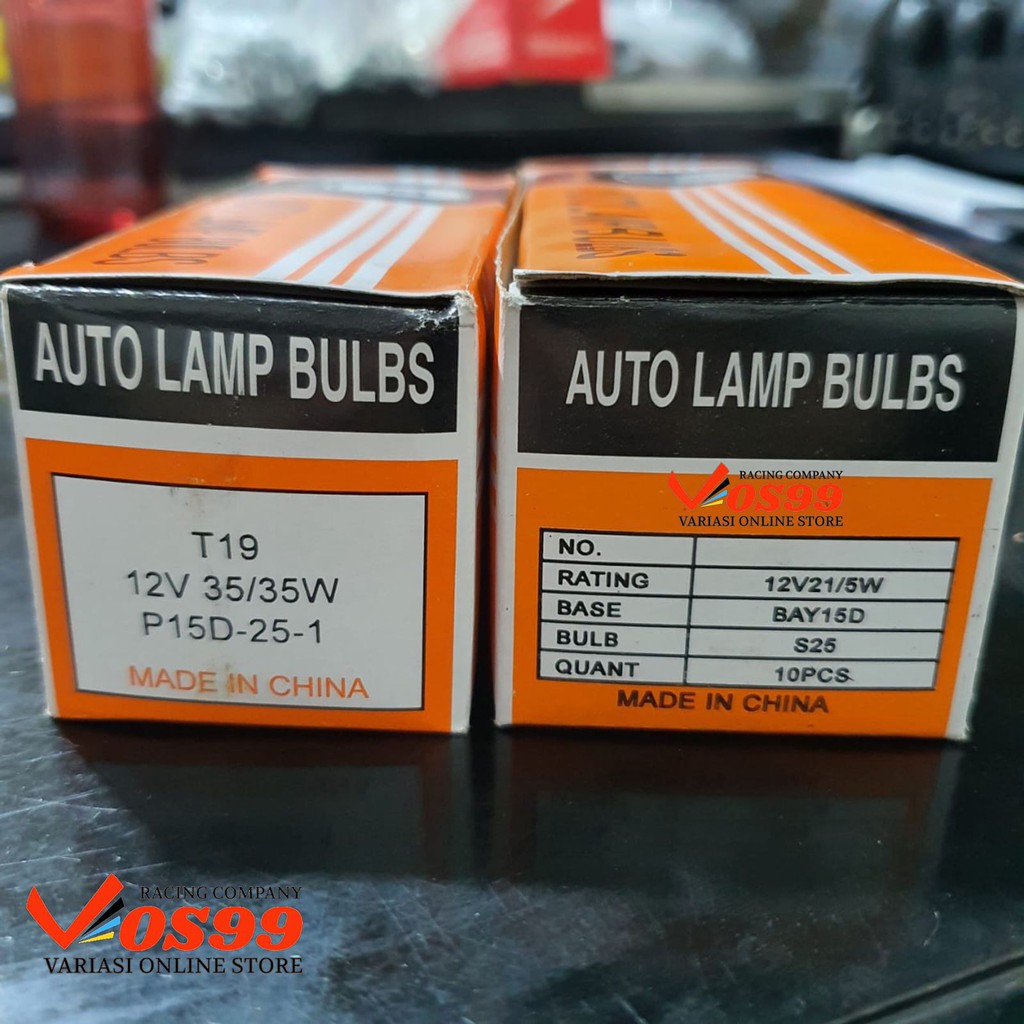 AUTO LAMP BULBS
T19
12V 35/35W
P15D-25-1
MADE IN CHINA
AUTO LAMP BULBS
RACING COMPANY
VOS99
VARIASI ONLINE STORE
NO.
RATING 12V21/5W
BASE BAY15D
BULB S25
QUANT 10PCS
MADE IN CHINA
RACING COMPANY
VOS99
VARIASI ONLINE STORE